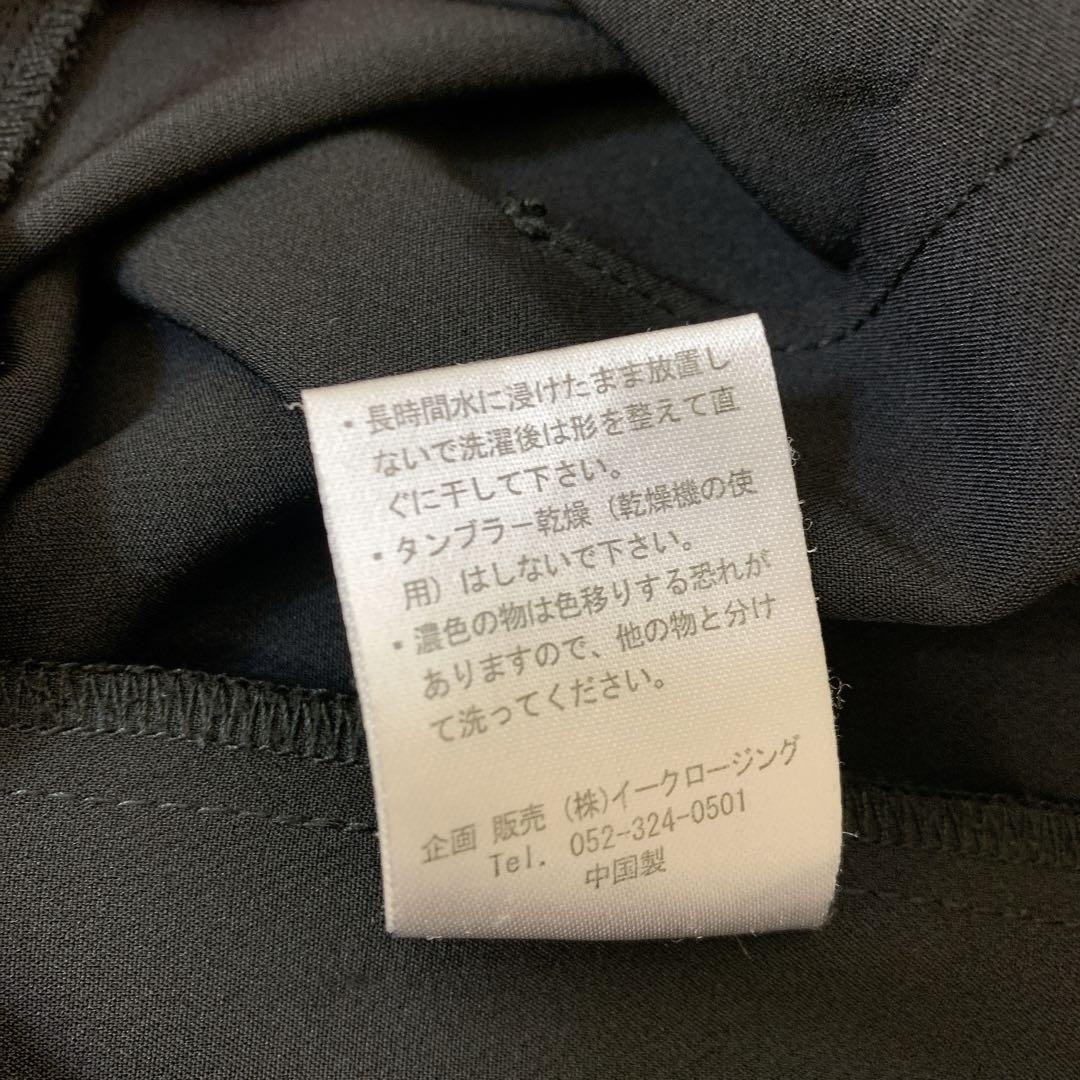 ・長時間水に浸けたまま放置し
ないで洗濯後は形を整えて直
ぐに干して下さい。
・タンブラー乾燥（乾燥機の使
用）はしないで下さい。
・濃色の物は色移りする恐れが
ありますので、他の物と分け
て洗ってください。
企画 販売 (株)イークロージング
Tel. 052-324-0501
中国製